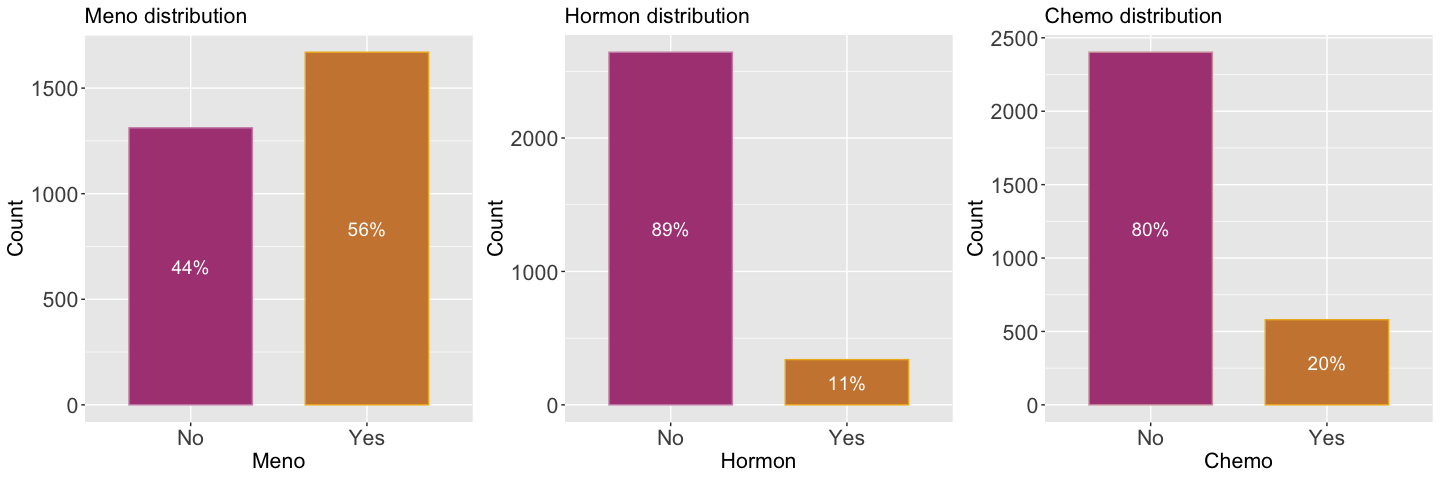 Meno distribution
Count
1500
1000
500
0
44%
56%
No
Yes
Meno
Hormon distribution
Count
2000
1000
0
89%
11%
No
Yes
Hormon
Chemo distribution
Count
2500
2000
1500
1000
500
0
80%
20%
No
Yes
Chemo